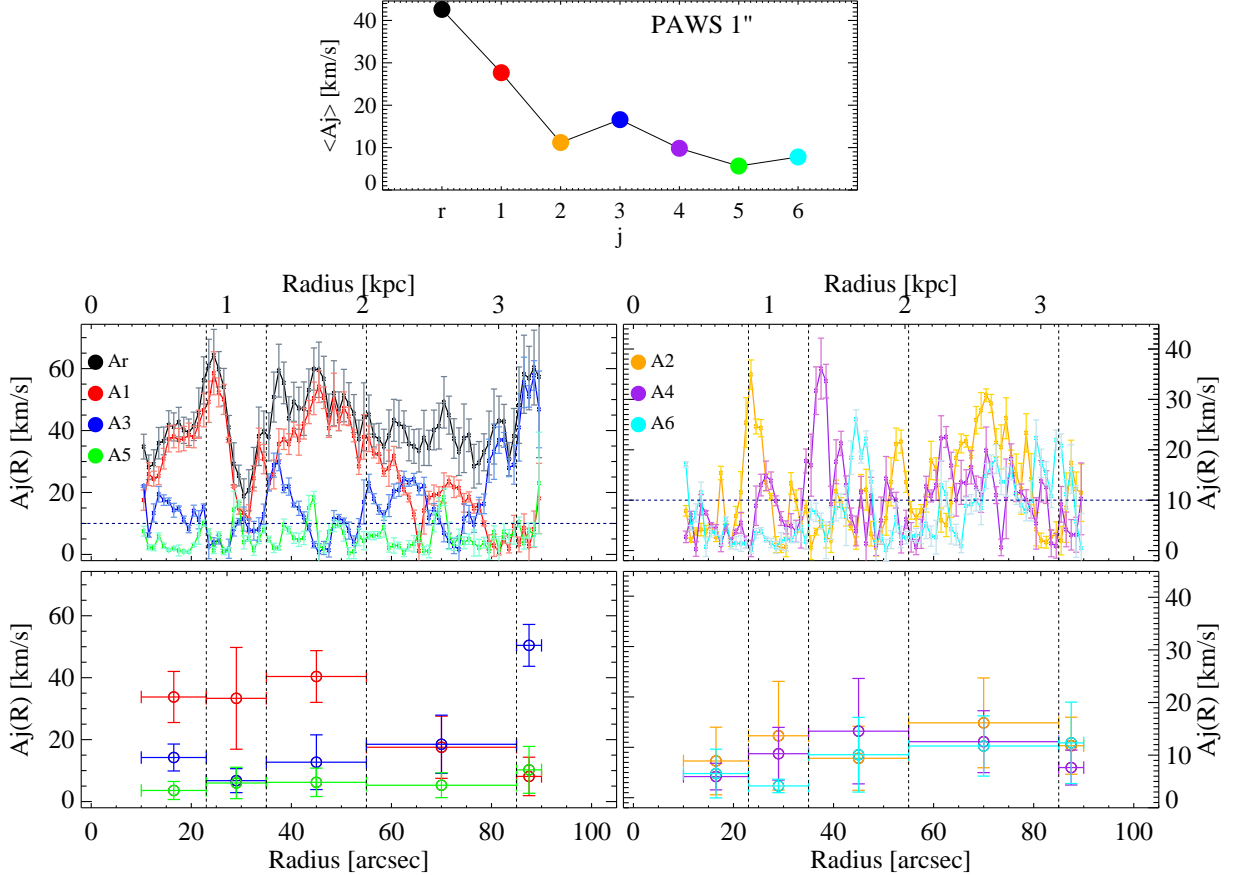 PAWS 1"
<Aj> [km/s]
40
30
20
10
0
r 1 2 3 4 5 6
j
Radius [kpc] Radius [kpc]
0 1 2 3 0 1 2 3
Aj(R) [km/s]
60
40
20
0
Ar
A1
A3
A5
A2
A4
A6
40
30
20
10
0
Aj(R) [km/s]
Aj(R) [km/s]
60
40
20
0
40
30
20
10
0
Aj(R) [km/s]
0 20 40 60 80 100 0 20 40 60 80 100
Radius [arcsec] Radius [arcsec]